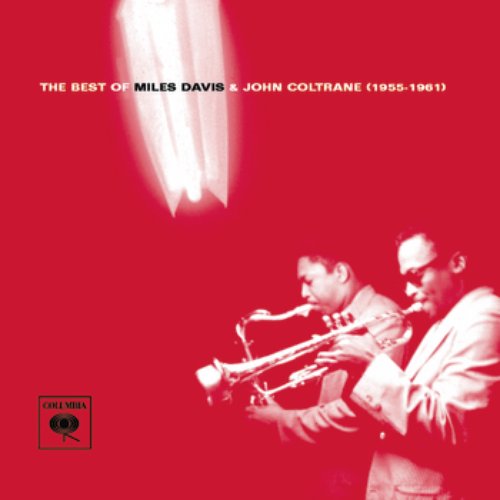 THE BEST OF MILES DAVIS & JOHN COLTRANE (1955-1961)
COLUMBIA